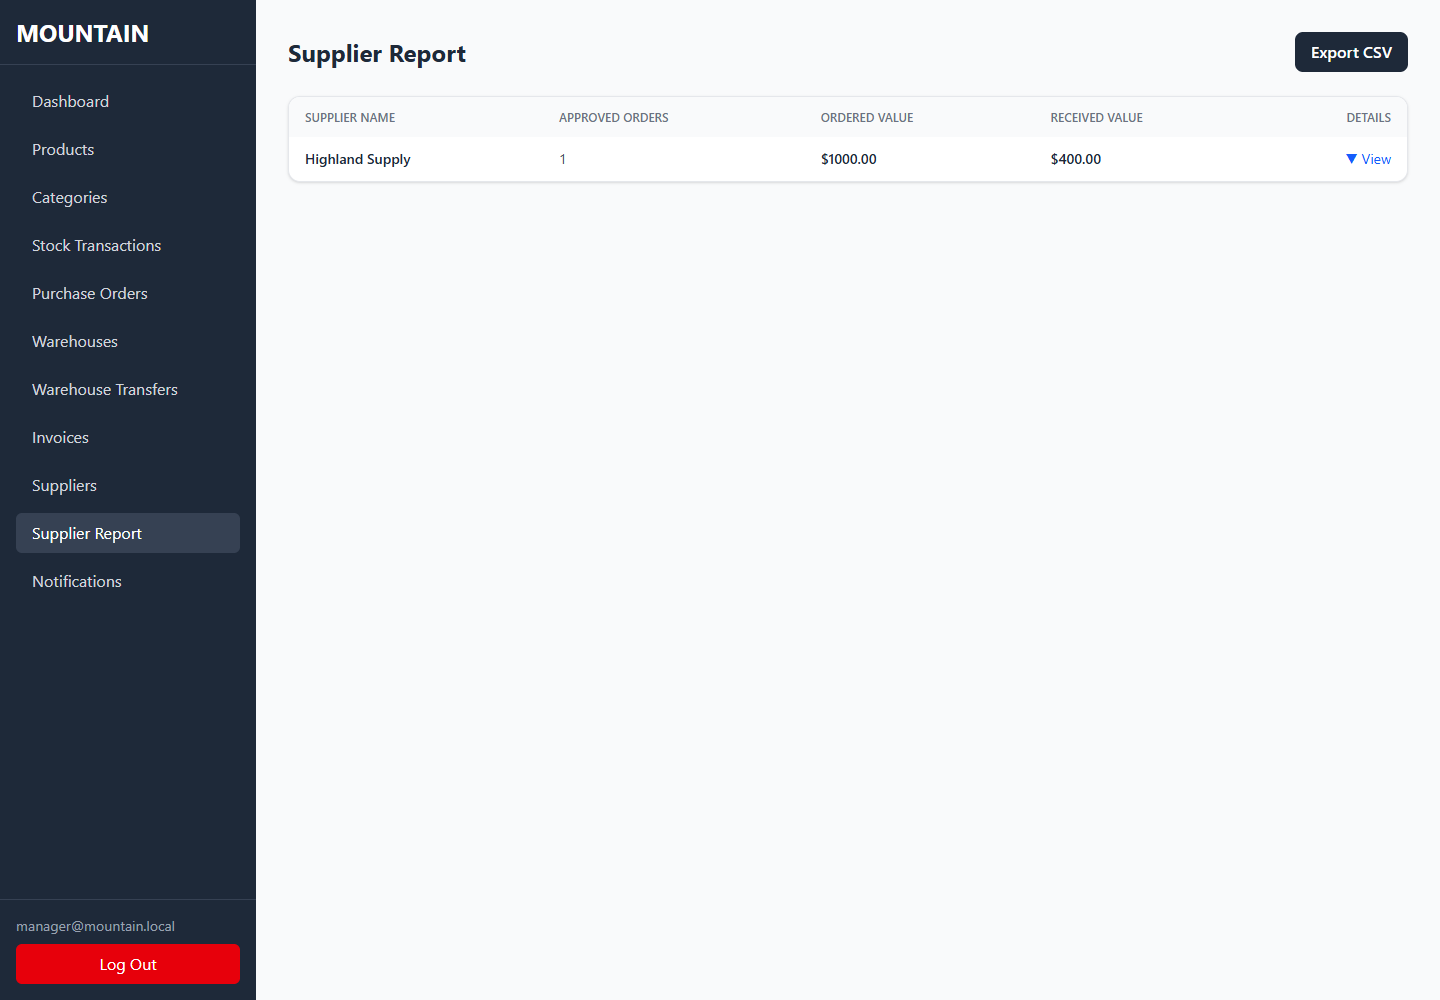 MOUNTAIN
Dashboard
Products
Categories
Stock Transactions
Purchase Orders
Warehouses
Warehouse Transfers
Invoices
Suppliers
Supplier Report
Notifications
manager@mountain.local
Log Out
Supplier Report
Export CSV
SUPPLIER NAME APPROVED ORDERS ORDERED VALUE RECEIVED VALUE DETAILS
Highland Supply 1 $1000.00 $400.00 ▼ View